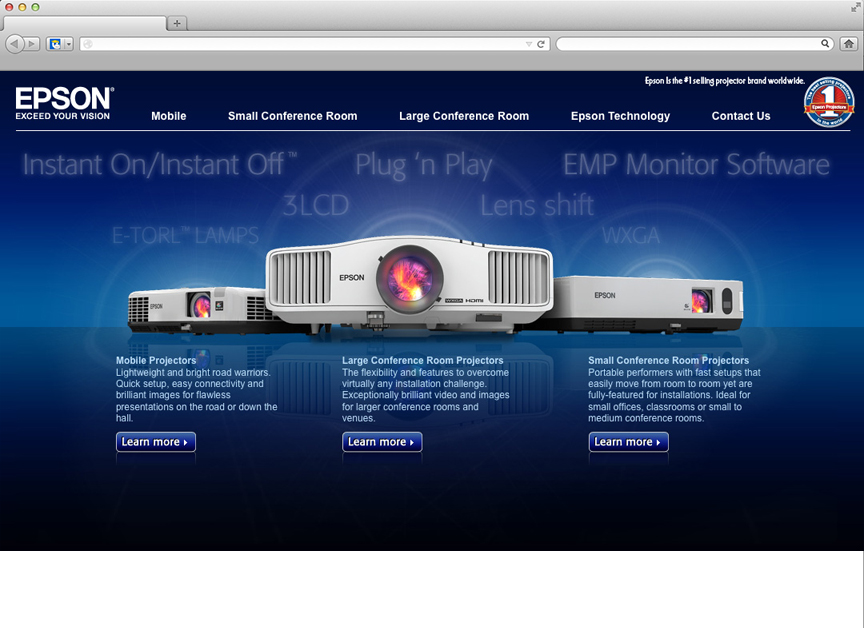 Epson Is the #1 selling projector brand worldwide.
EPSON®
EXCEED YOUR VISION
Mobile
Small Conference Room
Large Conference Room
Epson Technology
Contact Us
1
Epson Projectors
Instant On/Instant Off™
Plug 'n Play
EMP Monitor Software
3LCD
Lens shift
E-TORL™ LAMPS
WXGA
EPSON
EPSON
WXGA HDMI
EPSON
Mobile Projectors
Lightweight and bright road warriors.
Quick setup, easy connectivity and
brilliant images for flawless
presentations on the road or down the
hall.
Learn more
Large Conference Room Projectors
The flexibility and features to overcome
virtually any installation challenge.
Exceptionally brilliant video and images
for larger conference rooms and
venues.
Learn more
Small Conference Room Projectors
Portable performers with fast setups that
easily move from room to room yet are
fully-featured for installations. Ideal for
small offices, classrooms or small to
medium conference rooms.
Learn more